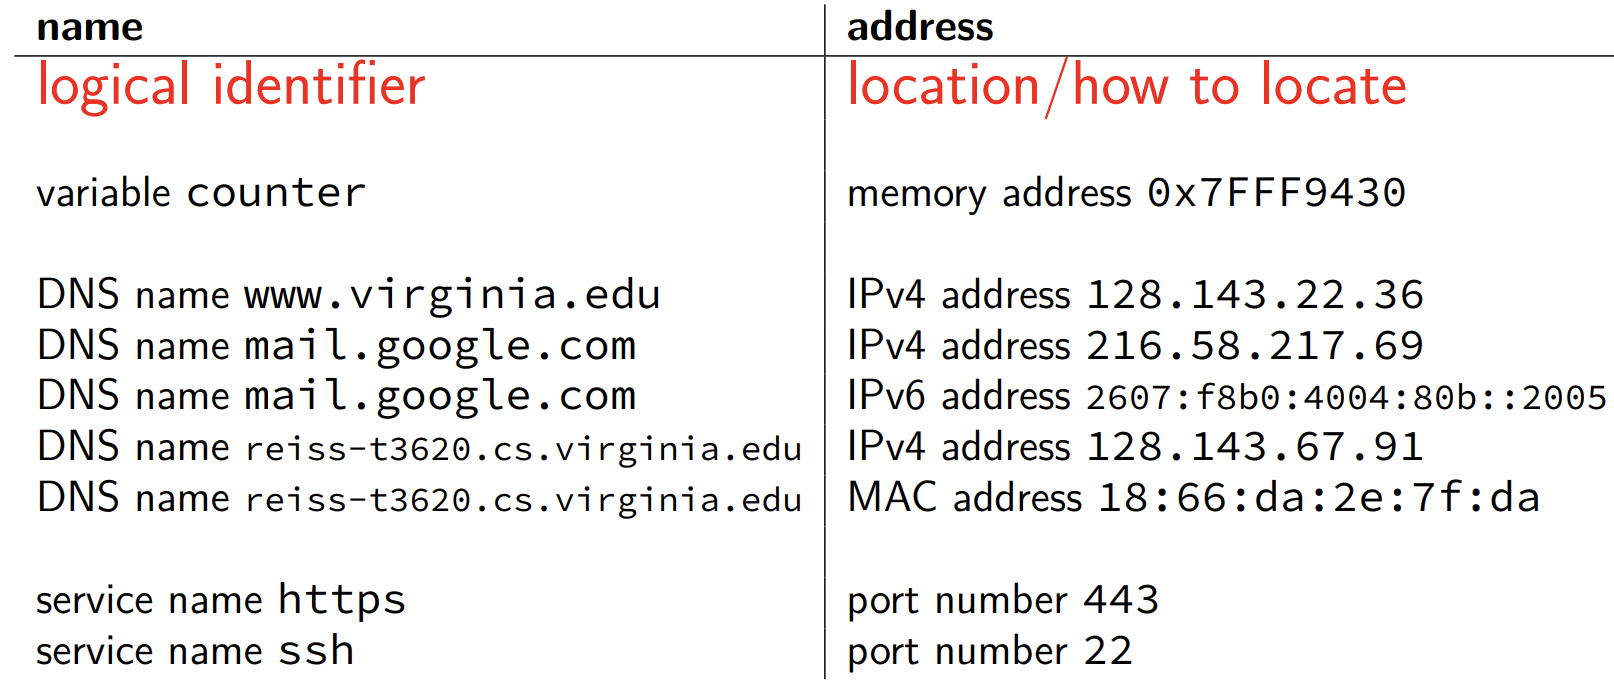 name address
logical identifier location/how to locate
variable counter memory address 0x7FFF9430
DNS name www.virginia.edu IPv4 address 128.143.22.36
DNS name mail.google.com IPv4 address 216.58.217.69
DNS name mail.google.com IPv6 address 2607:f8b0:4004:80b::2005
DNS name reiss-t3620.cs.virginia.edu IPv4 address 128.143.67.91
DNS name reiss-t3620.cs.virginia.edu MAC address 18:66:da:2e:7f:da
service name https port number 443
service name ssh port number 22